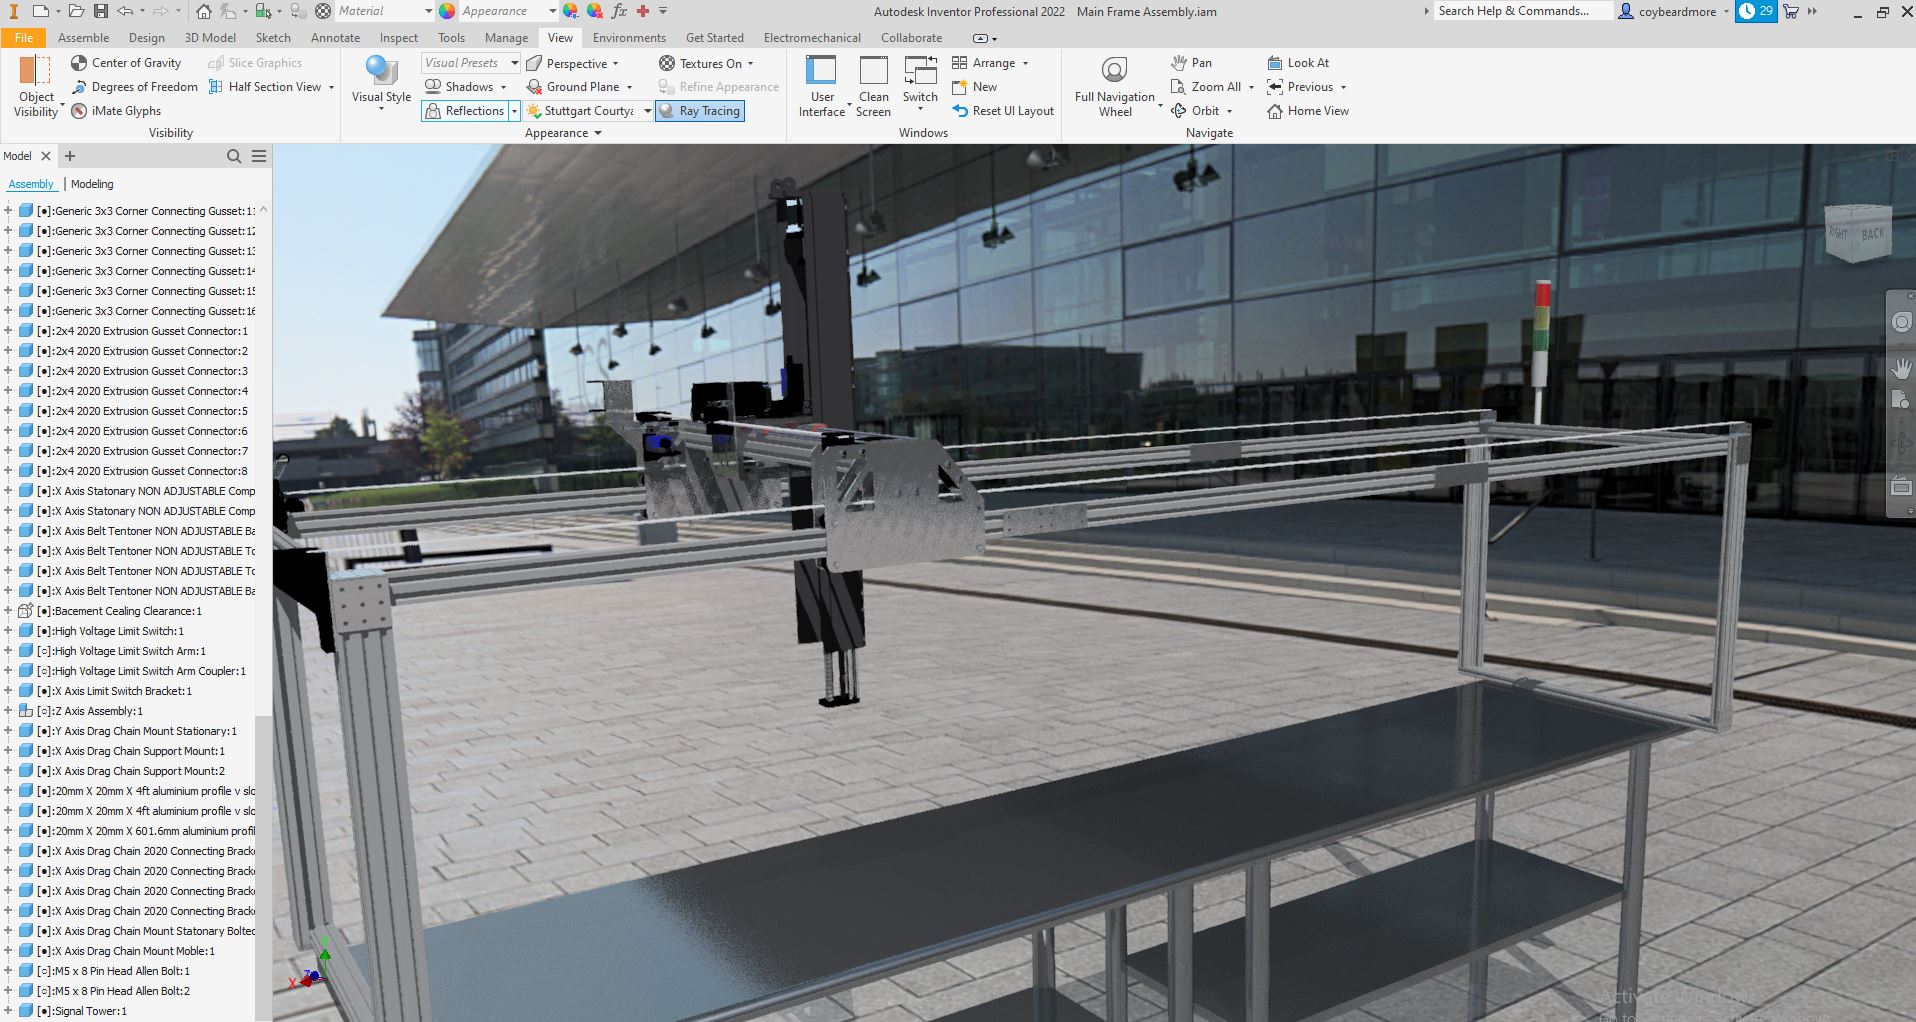 Material
Appearance
fx
Autodesk Inventor Professional 2022 Main Frame Assembly.iam
Search Help & Commands...
coybeardmore
29
File Assemble Design 3D Model Sketch Annotate Inspect Tools Manage View Environments Get Started Electromechanical Collaborate
Object
Visibility
Center of Gravity
Slice Graphics
Degrees of Freedom
Half Section View
iMate Glyphs
Visibility
Visual Style
Visual Presets
Shadows
Reflections
Perspective
Ground Plane
Stuttgart Courtya
Textures On
Refine Appearance
Ray Tracing
Appearance
User
Interface
Clean
Screen
Switch
Arrange
New
Reset UI Layout
Windows
Full Navigation
Wheel
Pan
Zoom All
Orbit
Look At
Previous
Home View
Navigate
Model
Assembly | Modeling
[●]:Generic 3x3 Corner Connecting Gusset:11
[●]:Generic 3x3 Corner Connecting Gusset:12
[●]:Generic 3x3 Corner Connecting Gusset:13
[●]:Generic 3x3 Corner Connecting Gusset:14
[●]:Generic 3x3 Corner Connecting Gusset:15
[●]:Generic 3x3 Corner Connecting Gusset:16
[●]:2x4 2020 Extrusion Gusset Connector:1
[●]:2x4 2020 Extrusion Gusset Connector:2
[●]:2x4 2020 Extrusion Gusset Connector:3
[●]:2x4 2020 Extrusion Gusset Connector:4
[●]:2x4 2020 Extrusion Gusset Connector:5
[●]:2x4 2020 Extrusion Gusset Connector:6
[●]:2x4 2020 Extrusion Gusset Connector:7
[●]:2x4 2020 Extrusion Gusset Connector:8
[●]:X Axis Statonary NON ADJUSTABLE Comp
[●]:X Axis Statonary NON ADJUSTABLE Comp
[●]:X Axis Belt Tentoner NON ADJUSTABLE Ba
[●]:X Axis Belt Tentoner NON ADJUSTABLE To
[●]:X Axis Belt Tentoner NON ADJUSTABLE To
[●]:X Axis Belt Tentoner NON ADJUSTABLE Ba
[●]:Bacement Cealing Clearance:1
[●]:High Voltage Limit Switch:1
[○]:High Voltage Limit Switch Arm:1
[○]:High Voltage Limit Switch Arm Coupler:1
[●]:X Axis Limit Switch Bracket:1
[○]:Z Axis Assembly:1
[●]:Y Axis Drag Chain Mount Stationary:1
[●]:X Axis Drag Chain Support Mount:1
[●]:X Axis Drag Chain Support Mount:2
[●]:20mm X 20mm X 4ft aluminium profile v slo
[●]:20mm X 20mm X 4ft aluminium profile v slo
[●]:20mm X 20mm X 601.6mm aluminium profil
[●]:X Axis Drag Chain 2020 Connecting Brack
[●]:X Axis Drag Chain 2020 Connecting Brack
[●]:X Axis Drag Chain 2020 Connecting Brack
[●]:X Axis Drag Chain 2020 Connecting Brack
[●]:X Axis Drag Chain Mount Statonary Bolted
[●]:X Axis Drag Chain Mount Moble:1
[○]:M5 x 8 Pin Head Allen Bolt:1
[○]:M5 x 8 Pin Head Allen Bolt:2
[●]:Signal Tower:1
RIGHT BACK
Y
Z
X
Activate Windows